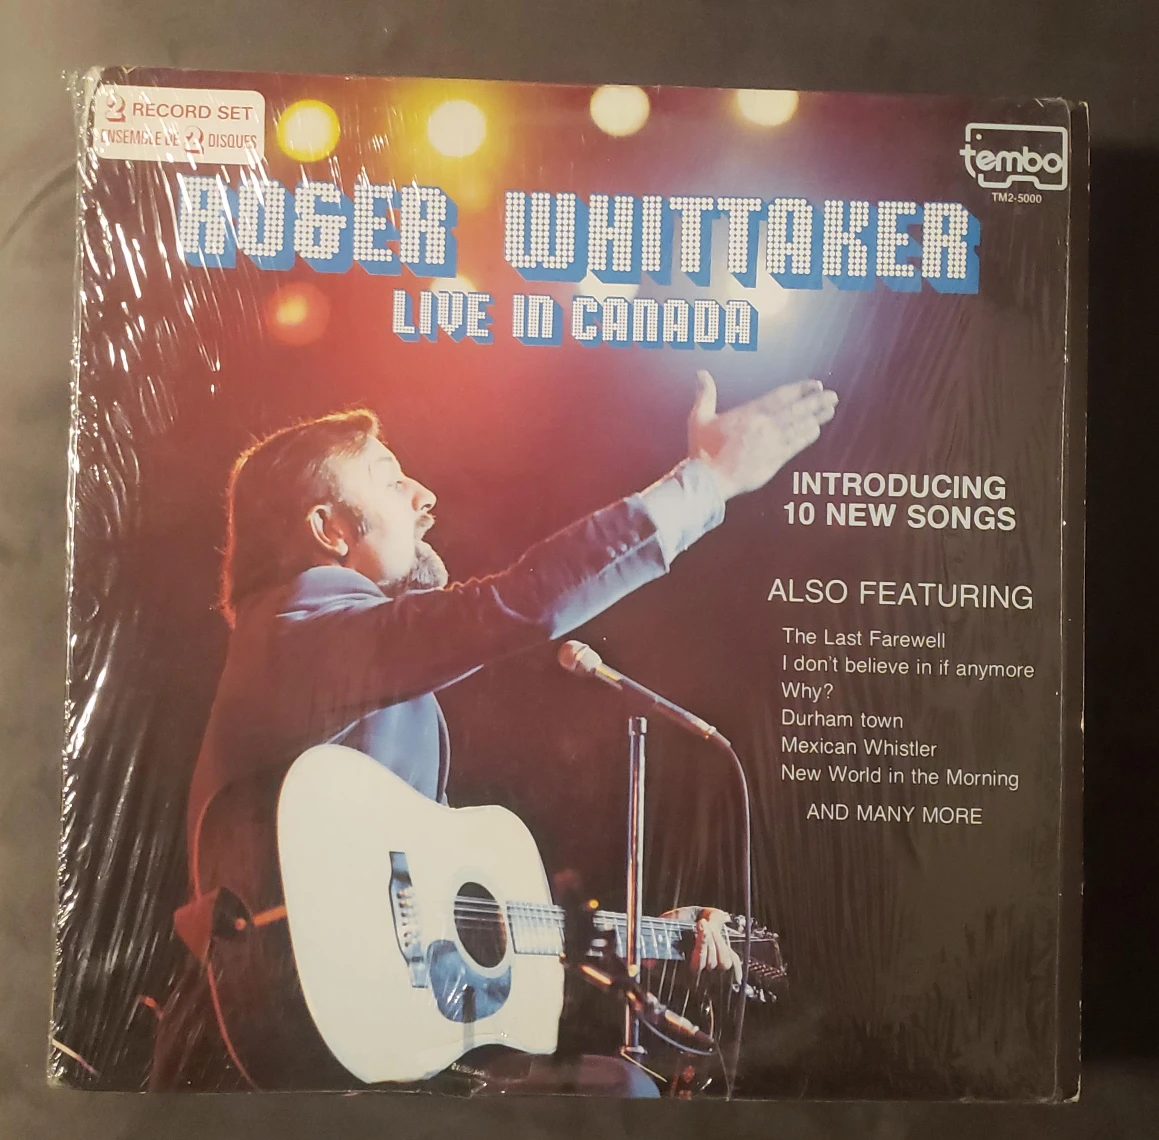 2 RECORD SET
ENSEMBLE DE 2 DISQUES
tembo
TM2-5000
ROGER WHITTAKER
LIVE IN CANADA
INTRODUCING
10 NEW SONGS
ALSO FEATURING
The Last Farewell
I don't believe in if anymore
Why?
Durham town
Mexican Whistler
New World in the Morning
AND MANY MORE